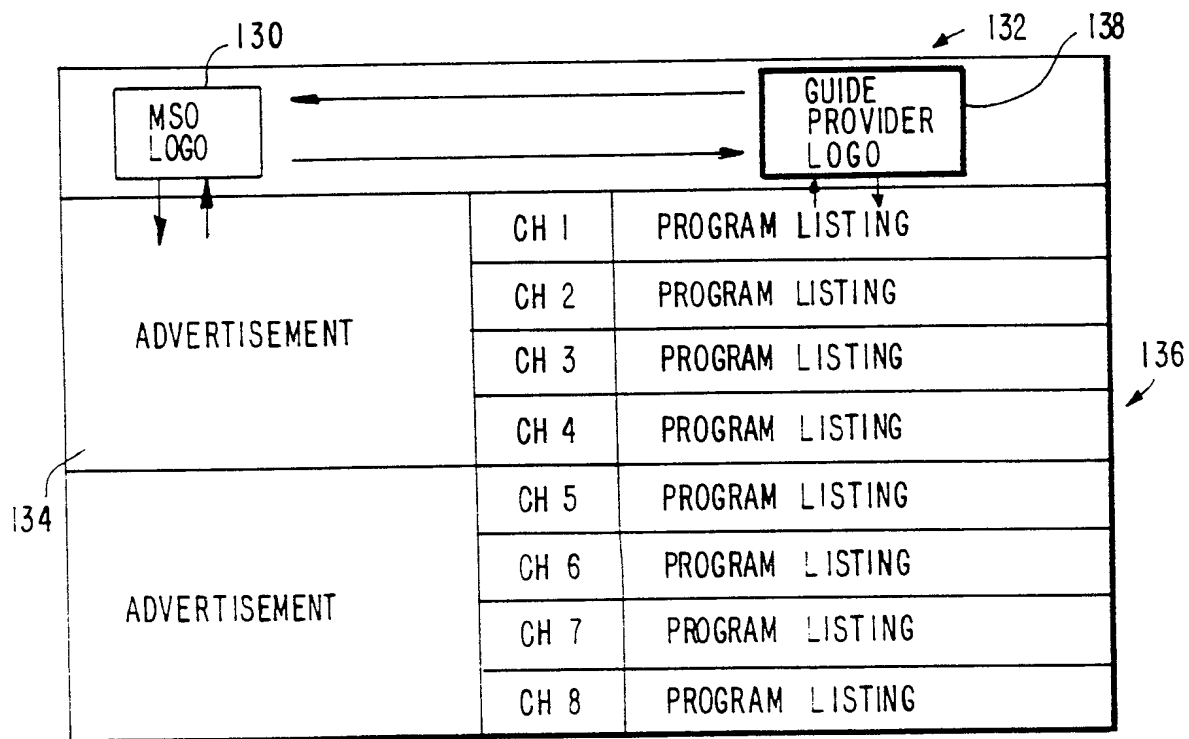 130
132
138
MSO
LOGO
GUIDE
PROVIDER
LOGO
CH 1 PROGRAM LISTING
CH 2 PROGRAM LISTING
ADVERTISEMENT
CH 3 PROGRAM LISTING
136
CH 4 PROGRAM LISTING
134
CH 5 PROGRAM LISTING
CH 6 PROGRAM LISTING
ADVERTISEMENT
CH 7 PROGRAM LISTING
CH 8 PROGRAM LISTING